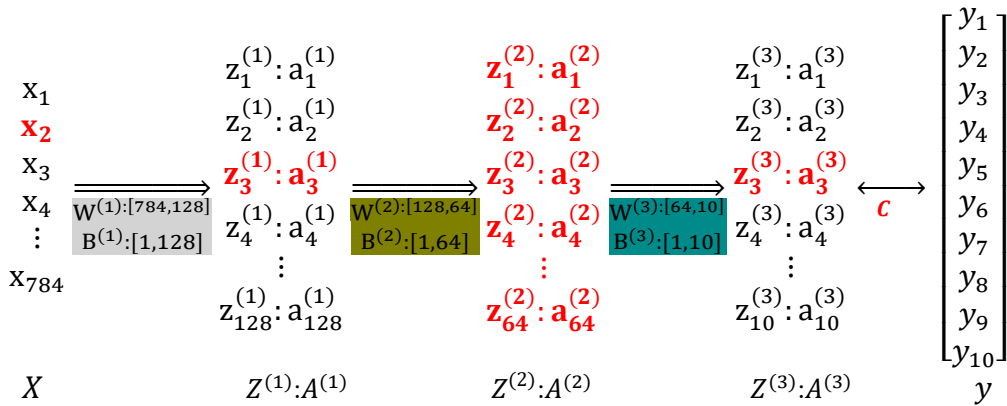 x₁
x₂
x₃
x₄
⋮
x₇₈₄
X
W⁽¹⁾:[784,128]
B⁽¹⁾:[1,128]
z₁⁽¹⁾:a₁⁽¹⁾
z₂⁽¹⁾:a₂⁽¹⁾
z₃⁽¹⁾:a₃⁽¹⁾
z₄⁽¹⁾:a₄⁽¹⁾
⋮
z₁₂₈⁽¹⁾:a₁₂₈⁽¹⁾
Z⁽¹⁾:A⁽¹⁾
W⁽²⁾:[128,64]
B⁽²⁾:[1,64]
z₁⁽²⁾:a₁⁽²⁾
z₂⁽²⁾:a₂⁽²⁾
z₃⁽²⁾:a₃⁽²⁾
z₄⁽²⁾:a₄⁽²⁾
⋮
z₆₄⁽²⁾:a₆₄⁽²⁾
Z⁽²⁾:A⁽²⁾
W⁽³⁾:[64,10]
B⁽³⁾:[1,10]
z₁⁽³⁾:a₁⁽³⁾
z₂⁽³⁾:a₂⁽³⁾
z₃⁽³⁾:a₃⁽³⁾
z₄⁽³⁾:a₄⁽³⁾
⋮
z₁₀⁽³⁾:a₁₀⁽³⁾
Z⁽³⁾:A⁽³⁾
C
y₁
y₂
y₃
y₄
y₅
y₆
y₇
y₈
y₉
y₁₀
y